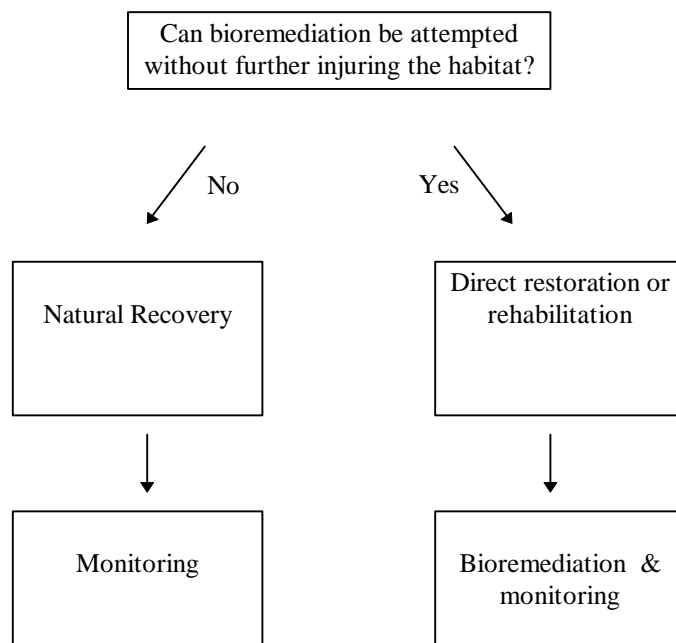 Can bioremediation be attempted
without further injuring the habitat?
No
Yes
Natural Recovery
Direct restoration or
rehabilitation
Monitoring
Bioremediation &
monitoring